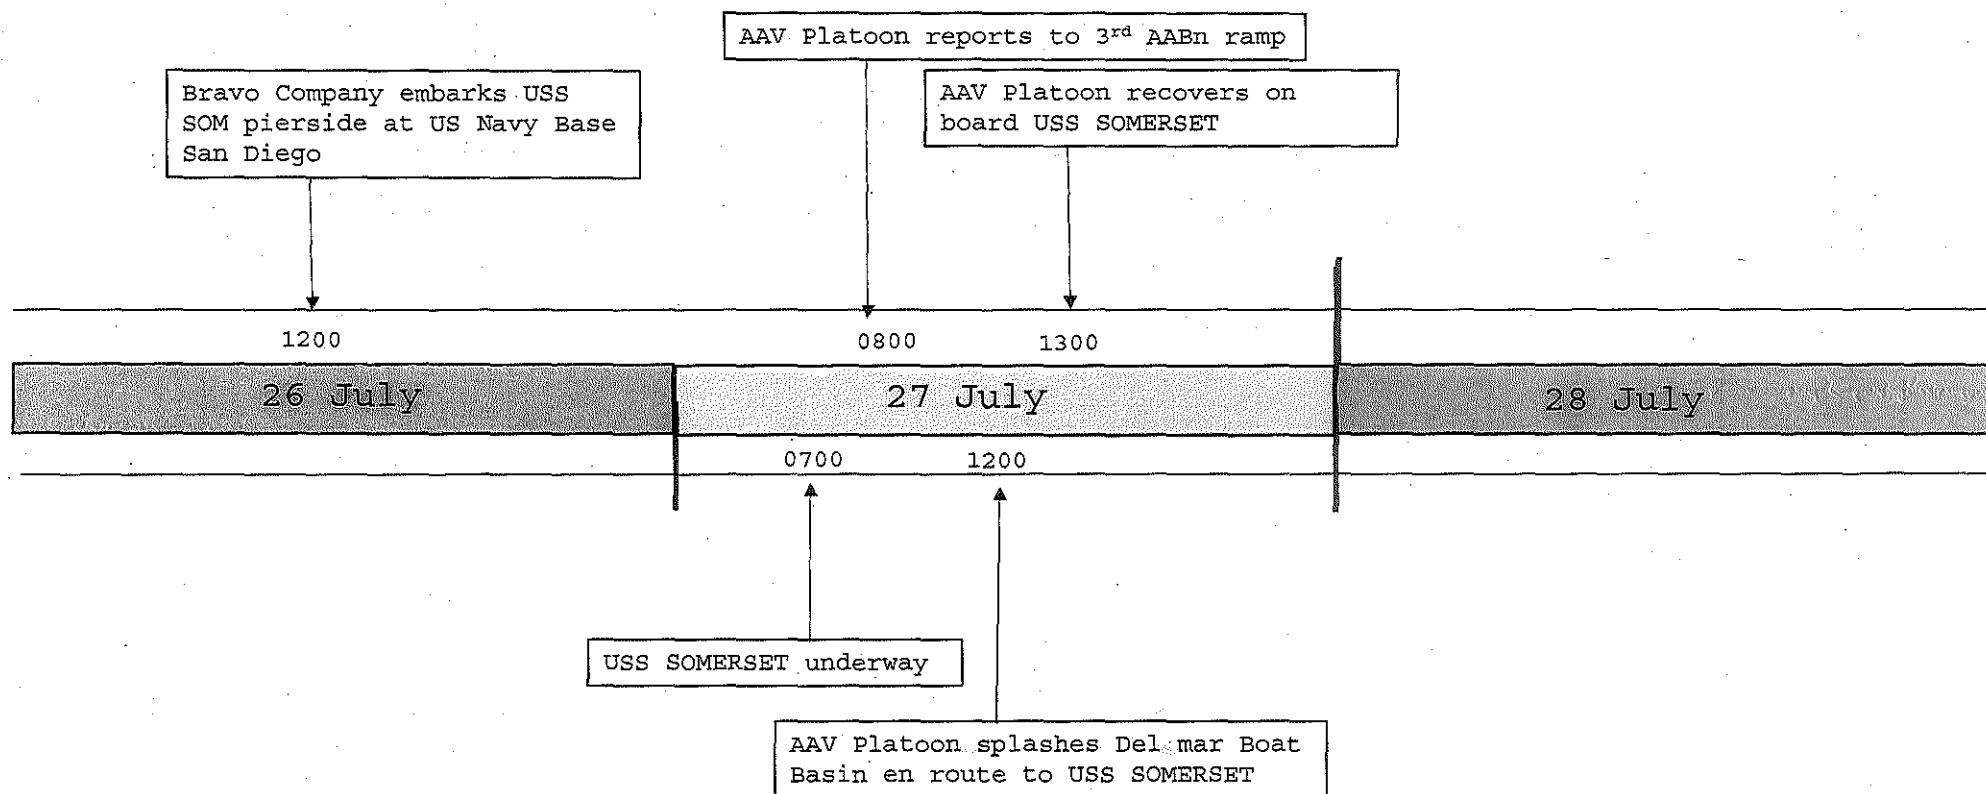 AAV Platoon reports to 3rd AABn ramp
Bravo Company embarks USS
SOM pierside at US Navy Base
San Diego
AAV Platoon recovers on
board USS SOMERSET
1200
0800
1300
26 July
27 July
28 July
0700
1200
USS SOMERSET underway
AAV Platoon splashes Del mar Boat
Basin en route to USS SOMERSET